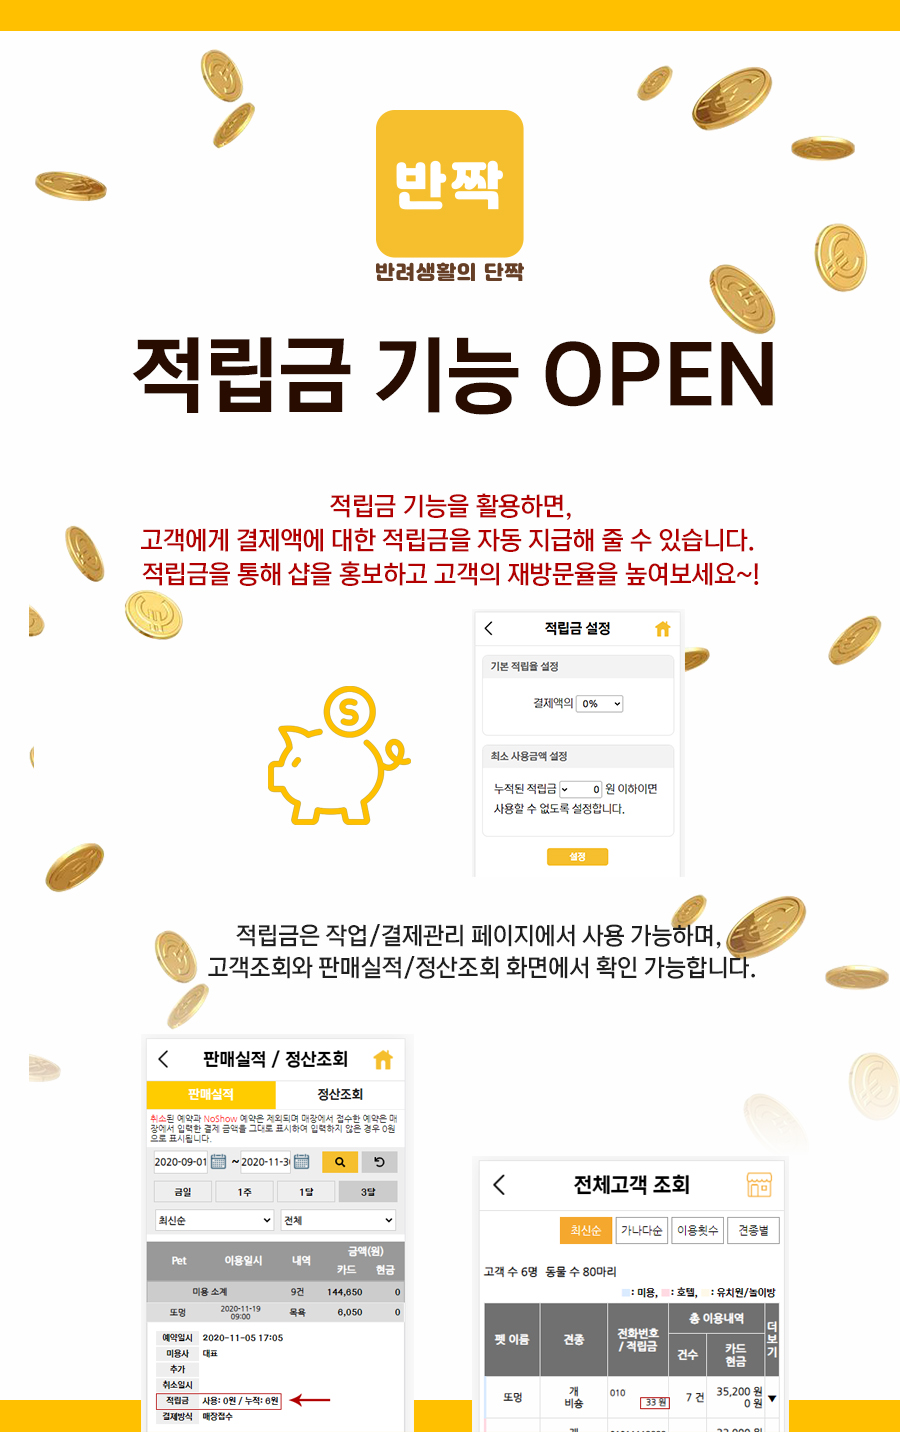 반짝
반려생활의 단짝
적립금 기능 OPEN
적립금 기능을 활용하면,
고객에게 결제액에 대한 적립금을 자동 지급해 줄 수 있습니다.
적립금을 통해 샵을 홍보하고 고객의 재방문율을 높여보세요~!
적립금 설정
기본 적립율 설정
결제액의 0%
최소 사용금액 설정
누적된 적립금 0 원 이하이면
사용할 수 없도록 설정합니다.
설정
적립금은 작업/결제관리 페이지에서 사용 가능하며,
고객조회와 판매실적/정산조회 화면에서 확인 가능합니다.
판매실적 / 정산조회
판매실적 정산조회
취소된 예약과 NoShow 예약은 제외되며 매장에서 접수한 예약은 매
장에서 입력한 결제 금액을 그대로 표시하여 입력하지 않은 경우 0원
으로 표시됩니다.
2020-09-01 ~ 2020-11-30
금일 1주 1달 3달
최신순 전체
Pet 이용일시 내역 금액(원)
카드 현금
미용 소계 9건 144,650 0
또멍 2020-11-19 09:00 목욕 6,050 0
예약일시 2020-11-05 17:05
미용사 대표
추가
취소일시
적립금 사용: 0원 / 누적: 6원
결제방식 매장접수
전체고객 조회
최신순 가나다순 이용횟수 견종별
고객 수 6명 동물 수 80마리
: 미용, : 호텔, : 유치원/놀이방
펫 이름 견종 전화번호 / 적립금 총 이용내역 더보기
건수 카드 현금
또멍 개 비숑 010 33 원 7 건 35,200 원 0 원 ▼